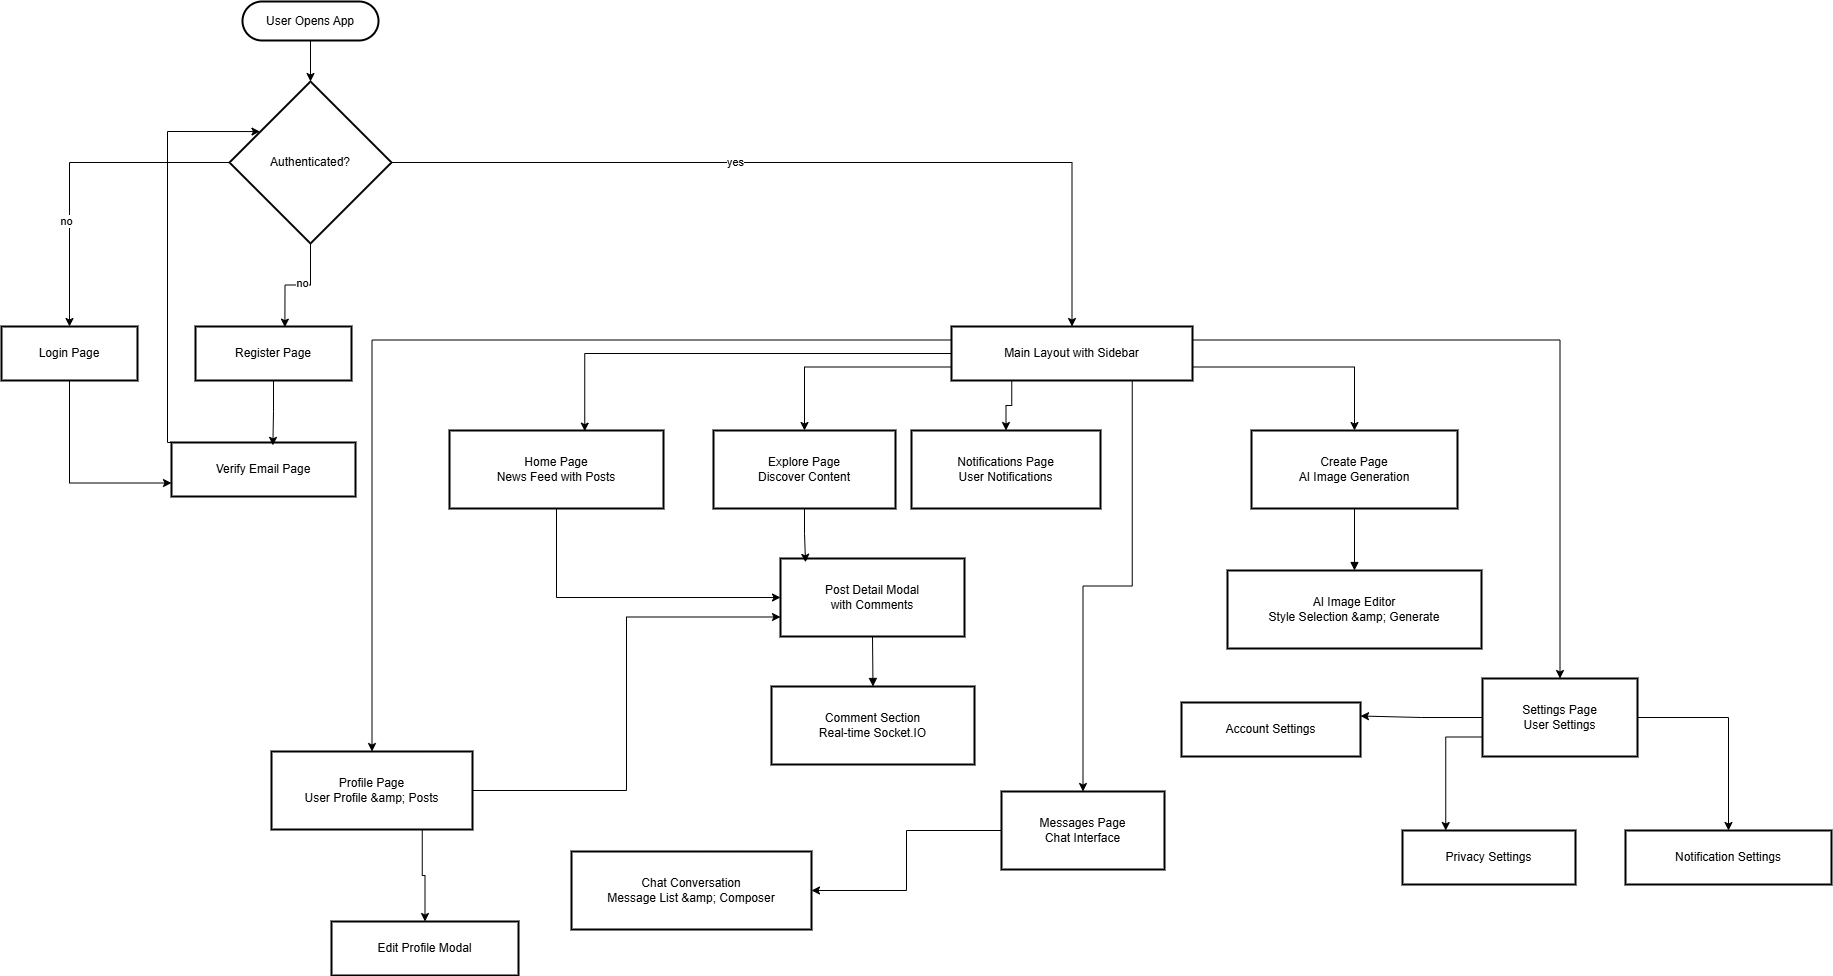 User Opens App
Authenticated?
yes
no
no
Login Page
Register Page
Main Layout with Sidebar
Verify Email Page
Home Page
News Feed with Posts
Explore Page
Discover Content
Notifications Page
User Notifications
Create Page
AI Image Generation
Post Detail Modal
with Comments
AI Image Editor
Style Selection &amp; Generate
Comment Section
Real-time Socket.IO
Account Settings
Settings Page
User Settings
Profile Page
User Profile &amp; Posts
Messages Page
Chat Interface
Privacy Settings
Notification Settings
Chat Conversation
Message List &amp; Composer
Edit Profile Modal